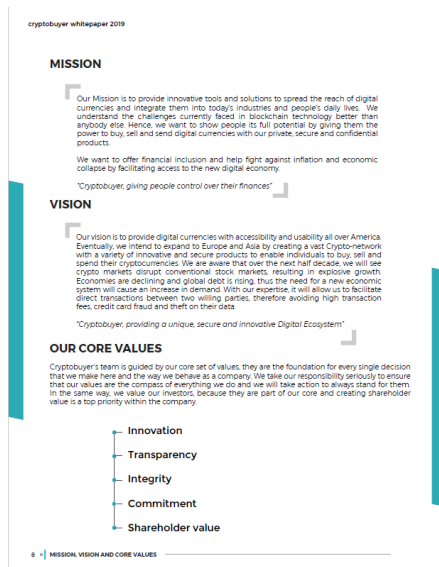 cryptobuyer whitepaper 2019
MISSION
Our Mission is to provide innovative tools and solutions to spread the reach of digital
currencies and integrate them into today's industries and people's daily lives. We
understand the challenges currently faced in blockchain technology better than
anybody else. Hence, we want to show people its full potential by giving them the
power to buy, sell and send digital currencies with our private, secure and confidential
products.
We want to offer financial inclusion and help fight against inflation and economic
collapse by facilitating access to the new digital economy.
"Cryptobuyer, giving people control over their finances"
VISION
Our vision is to provide digital currencies with accessibility and usability all over America.
Eventually, we intend to expand to Europe and Asia by creating a vast Crypto-network
with a variety of innovative and secure products to enable individuals to buy, sell and
spend their cryptocurrencies. We are aware that over the next half decade, we will see
crypto markets disrupt conventional stock markets, resulting in explosive growth.
Economies are declining and global debt is rising, thus the need for a new economic
system will cause an increase in demand. With our expertise, it will allow us to facilitate
direct transactions between two willing parties, therefore avoiding high transaction
fees, credit card fraud and theft on their data.
"Cryptobuyer, providing a unique, secure and innovative Digital Ecosystem"
OUR CORE VALUES
Cryptobuyer's team is guided by our core set of values, they are the foundation for every single decision
that we make here and the way we behave as a company. We take our responsibility seriously to ensure
that our values are the compass of everything we do and we will take action to always stand for them.
In the same way, we value our investors, because they are part of our core and creating shareholder
value is a top priority within the company.
Innovation
Transparency
Integrity
Commitment
Shareholder value
6 MISSION, VISION AND CORE VALUES